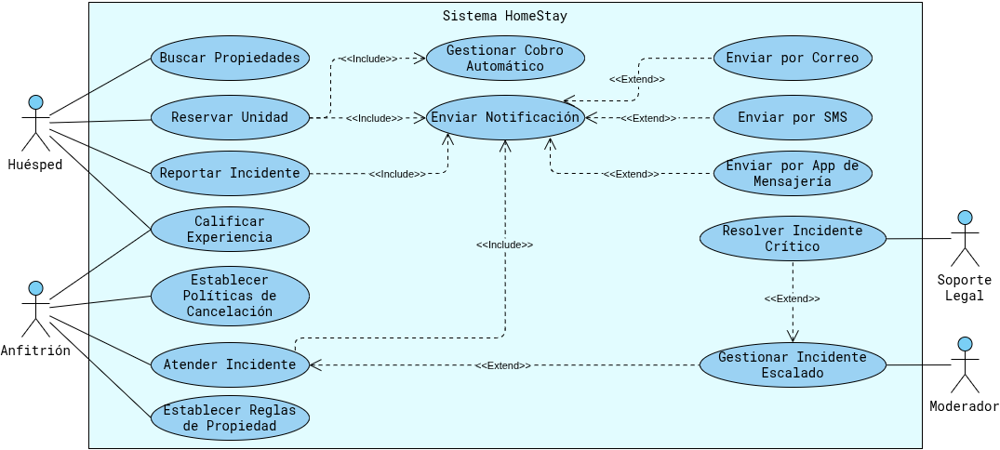 Sistema HomeStay
Buscar Propiedades
<<Include>>
Gestionar Cobro
Automático
Enviar por Correo
<<Extend>>
Huésped
Reservar Unidad
<<Include>>
Enviar Notificación
<<Extend>>
Enviar por SMS
Reportar Incidente
<<Include>>
<<Extend>>
Enviar por App de
Mensajería
Calificar
Experiencia
<<Include>>
Resolver Incidente
Crítico
Soporte
Legal
Establecer
Políticas de
Cancelación
<<Extend>>
Anfitrión
Atender Incidente
<<Extend>>
Gestionar Incidente
Escalado
Moderador
Establecer Reglas
de Propiedad